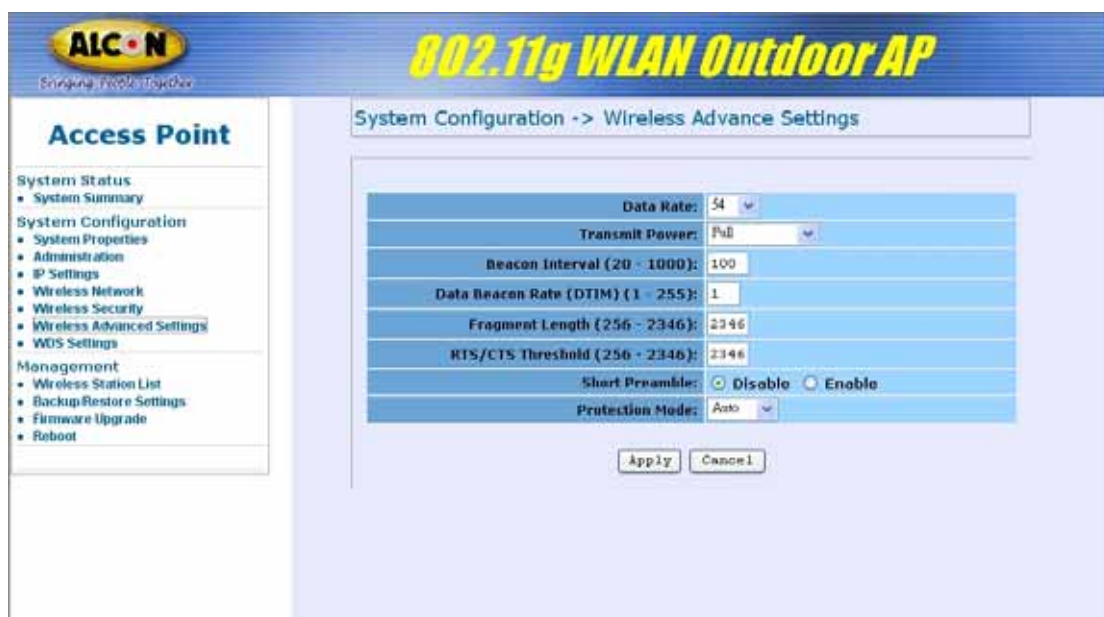 ALCON
Bringing People Together
802.11g WLAN Outdoor AP
Access Point
System Status
System Summary
System Configuration
System Properties
Administration
IP Settings
Wireless Network
Wireless Security
Wireless Advanced Settings
WDS Settings
Management
Wireless Station List
Backup/Restore Settings
Firmware Upgrade
Reboot
System Configuration -> Wireless Advance Settings
Data Rate: 54
Transmit Power: Full
Beacon Interval (20 - 1000): 100
Data Beacon Rate (DTIM) (1 - 255): 1
Fragment Length (256 - 2346): 2346
RTS/CTS Threshold (256 - 2346): 2346
Short Preamble: Disable Enable
Protection Mode: Auto
Apply Cancel